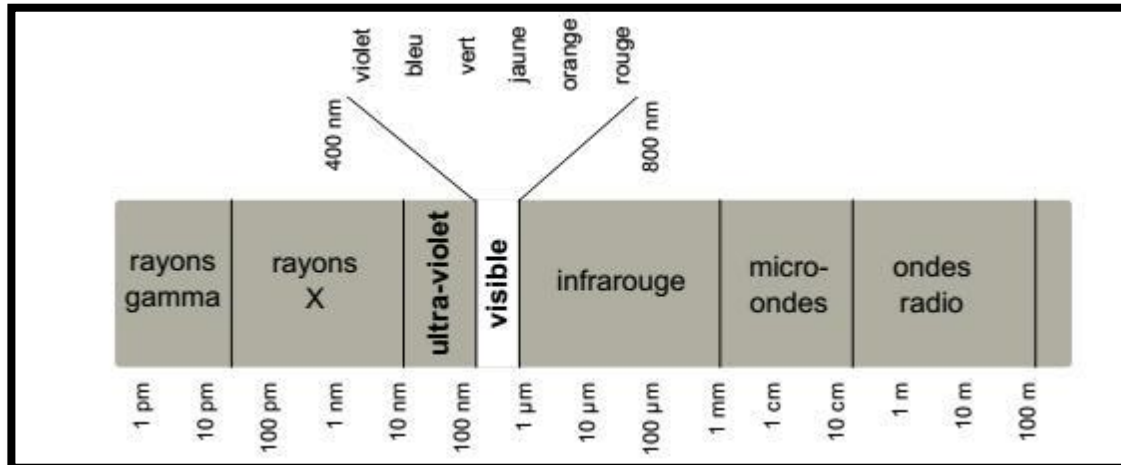 violet
bleu
vert
jaune
orange
rouge
400 nm
800 nm
rayons
gamma
rayons
X
ultra-violet
visible
infrarouge
micro-
ondes
ondes
radio
1 pm
10 pm
100 pm
1 nm
10 nm
100 nm
1 µm
10 µm
100 µm
1 mm
1 cm
10 cm
1 m
10 m
100 m